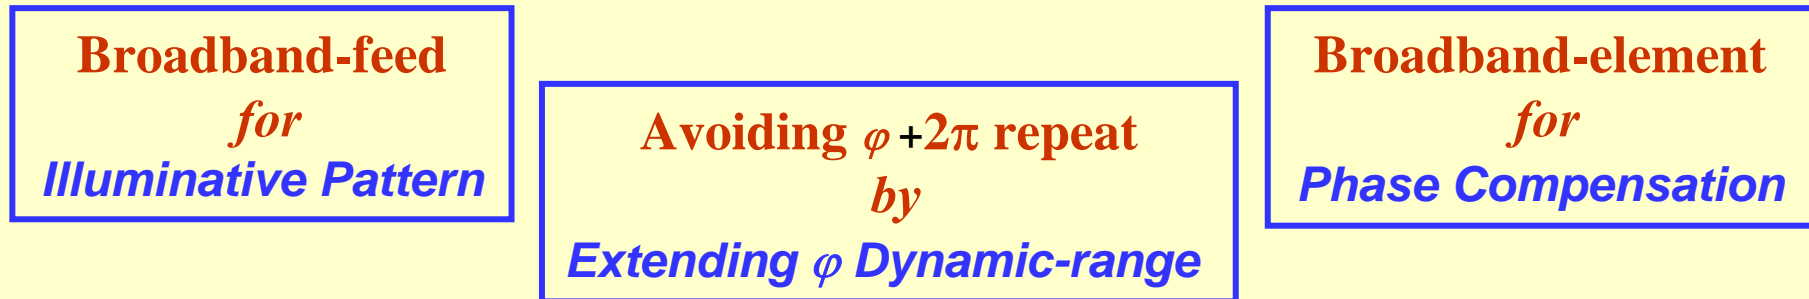 Broadband-feed
for
Illuminative Pattern
Avoiding φ +2π repeat
by
Extending φ Dynamic-range
Broadband-element
for
Phase Compensation